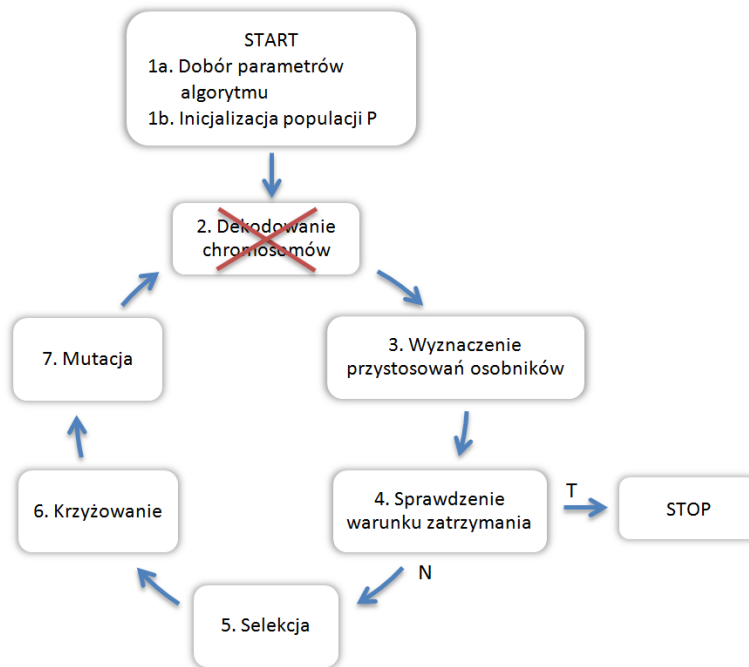 START
1a. Dobór parametrów
algorytmu
1b. Inicjalizacja populacji P
2. Dekodowanie
chromosomów
3. Wyznaczenie
przystosowań osobników
4. Sprawdzenie
warunku zatrzymania
T
STOP
N
5. Selekcja
6. Krzyżowanie
7. Mutacja